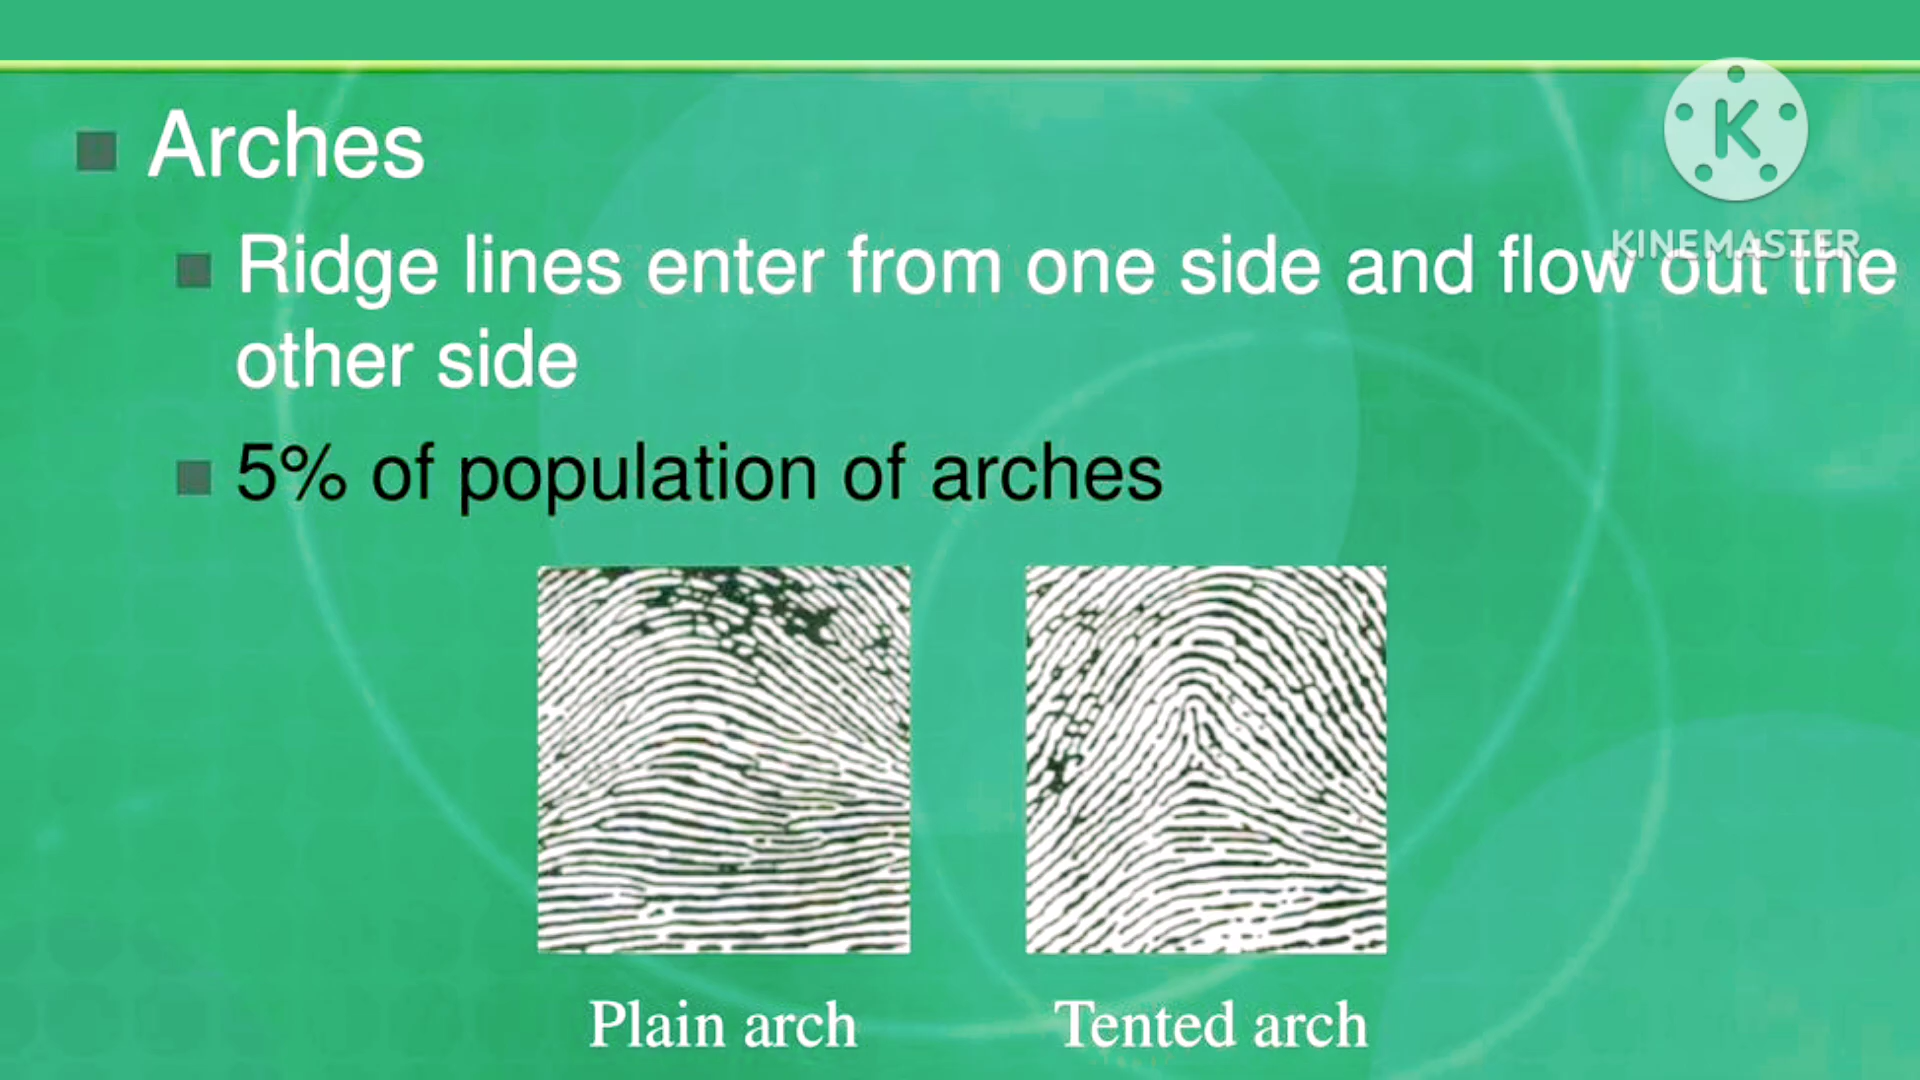 Arches
Ridge lines enter from one side and flow out the
other side
5% of population of arches
Plain arch
Tented arch
K
KINEMASTER